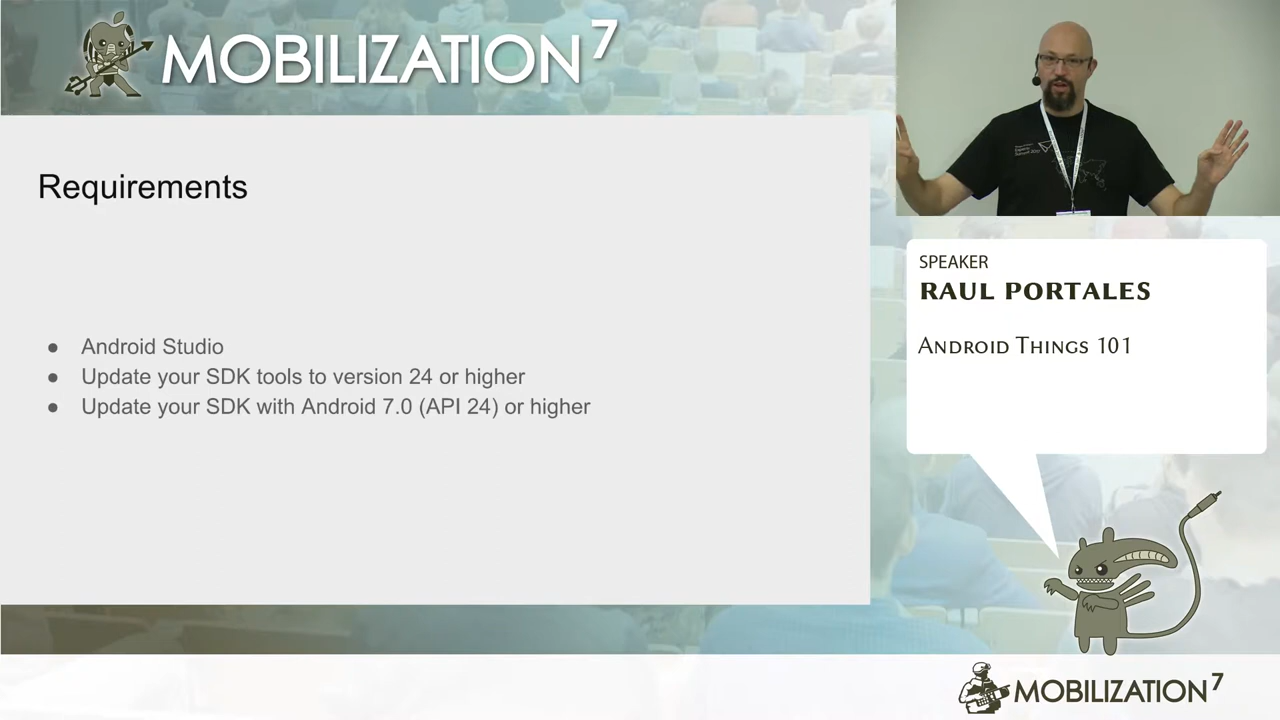 MOBILIZATION 7
Requirements
● Android Studio
● Update your SDK tools to version 24 or higher
● Update your SDK with Android 7.0 (API 24) or higher
SPEAKER
RAUL PORTALES
ANDROID THINGS 101
MOBILIZATION 7